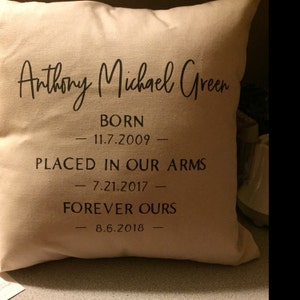 Anthony Michael Green
BORN
— 11.7.2009 —
PLACED IN OUR ARMS
— 7.21.2017 —
FOREVER OURS
— 8.6.2018 —